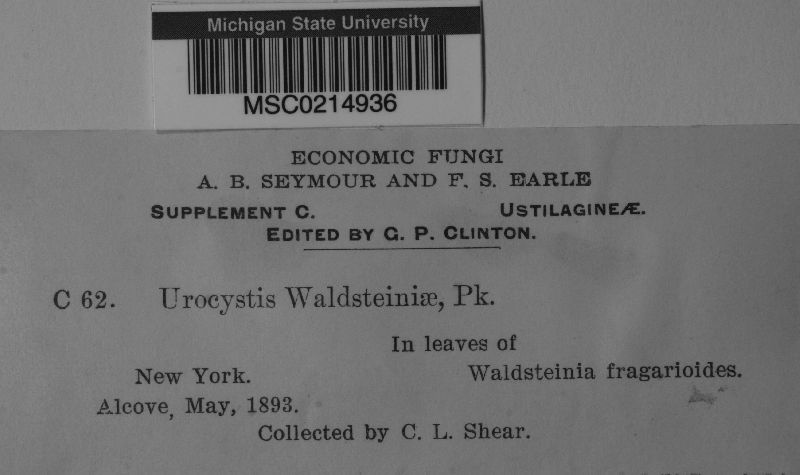 Michigan State University
MSC0214936
ECONOMIC FUNGI
A. B. SEYMOUR AND F. S. EARLE
SUPPLEMENT C. USTILAGINEÆ.
EDITED BY G. P. CLINTON.
C 62. Urocystis Waldsteiniæ, Pk.
In leaves of
New York. Waldsteinia fragarioides.
Alcove, May, 1893.
Collected by C. L. Shear.